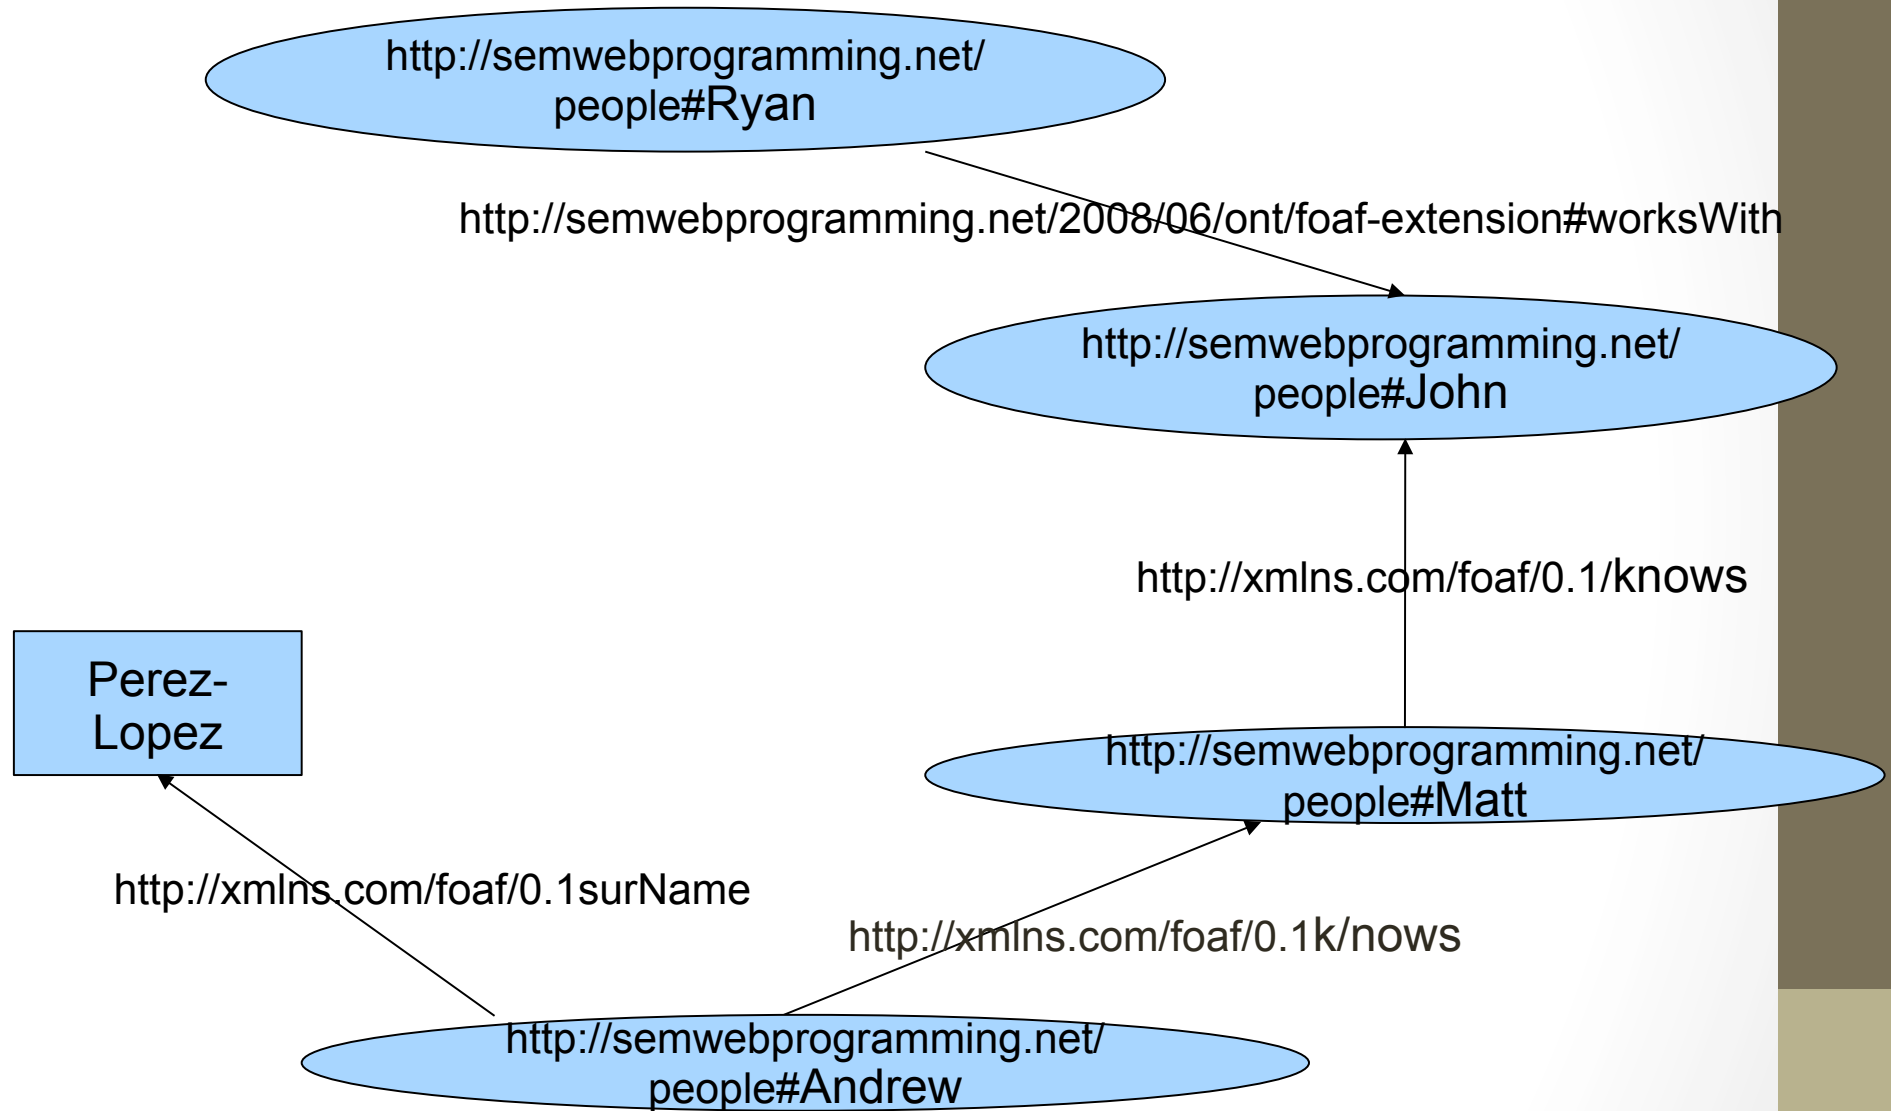 http://semwebprogramming.net/
people#Ryan
http://semwebprogramming.net/2008/06/ont/foaf-extension#worksWith
http://semwebprogramming.net/
people#John
http://xmlns.com/foaf/0.1/knows
Perez-
Lopez
http://semwebprogramming.net/
people#Matt
http://xmlns.com/foaf/0.1surName
http://xmlns.com/foaf/0.1k/nows
http://semwebprogramming.net/
people#Andrew